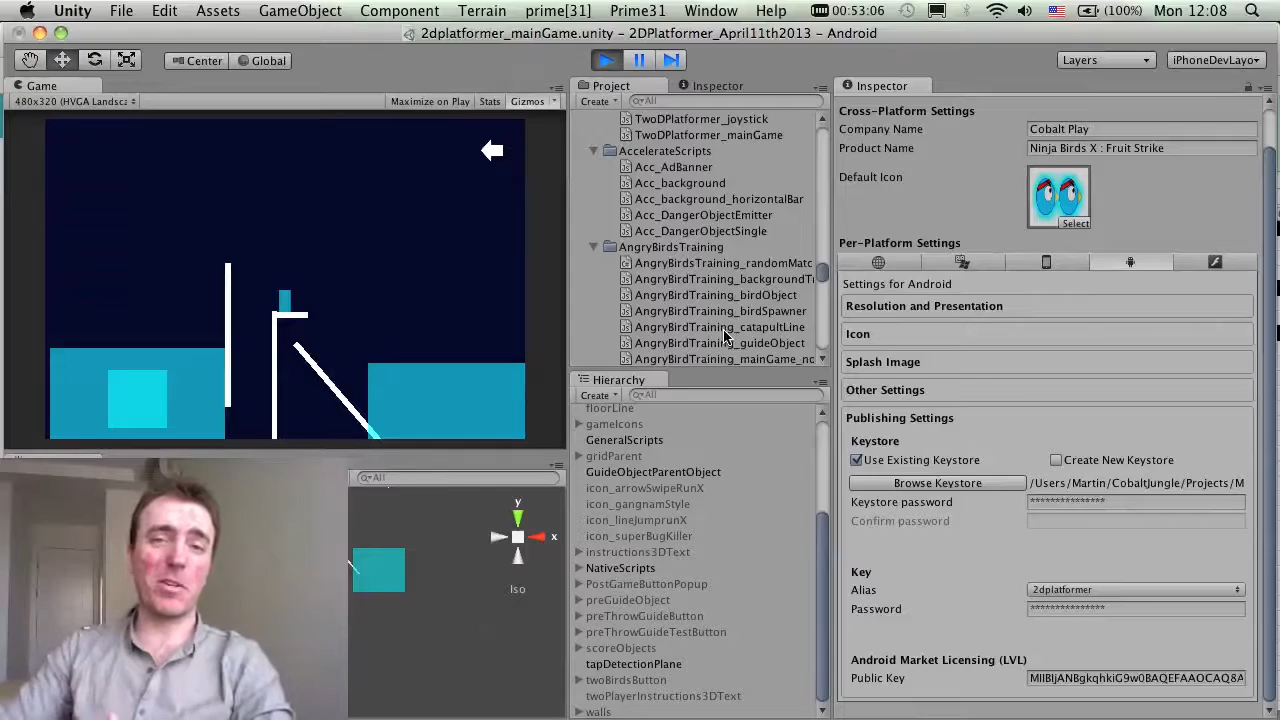 Unity File Edit Assets GameObject Component Terrain prime[31] Prime31 Window Help 00:53:06 (100%) Mon 12:08
2dplatformer_mainGame.unity - 2DPlatformer_April11th2013 - Android
Center Global Layers iPhoneDevLayo
Game Project Inspector Inspector
480x320 (HVGA Landsc Maximize on Play Stats Gizmos Create All
Cross-Platform Settings
TwoDPlatformer_joystick
Company Name Cobalt Play
TwoDPlatformer_mainGame
Product Name Ninja Birds X : Fruit Strike
AccelerateScripts
Acc_AdBanner
Default Icon
Acc_background
Acc_background_horizontalBar
Acc_DangerObjectEmitter
Select
Acc_DangerObjectSingle
AngryBirdsTraining
Per-Platform Settings
AngryBirdsTraining_randomMatc
AngryBirdTraining_backgroundTi
Settings for Android
AngryBirdTraining_birdObject
Resolution and Presentation
AngryBirdTraining_birdSpawner
AngryBirdTraining_catapultLine
Icon
AngryBirdTraining_guideObject
AngryBirdTraining_mainGame_no
Splash Image
Hierarchy
Other Settings
Create All
floorLine
Publishing Settings
gameIcons
GeneralScripts
Keystore
gridParent
Use Existing Keystore Create New Keystore
GuideObjectParentObject
All
Browse Keystore /Users/Martin/CobaltJungle/Projects/M
icon_arrowSwipeRunX
Keystore password ***************
icon_gangnamStyle
y
icon_lineJumprunX
Confirm password
icon_superBugKiller
x
instructions3DText
NativeScripts
Key
PostGameButtonPopup
Iso
Alias 2dplatformer
preGuideObject
Password ***************
preThrowGuideButton
preThrowGuideTestButton
scoreObjects
Android Market Licensing (LVL)
tapDetectionPlane
Public Key MIIBIjANBgkqhkiG9w0BAQEFAAOCAQ8A
twoBirdsButton
twoPlayerInstructions3DText
walls